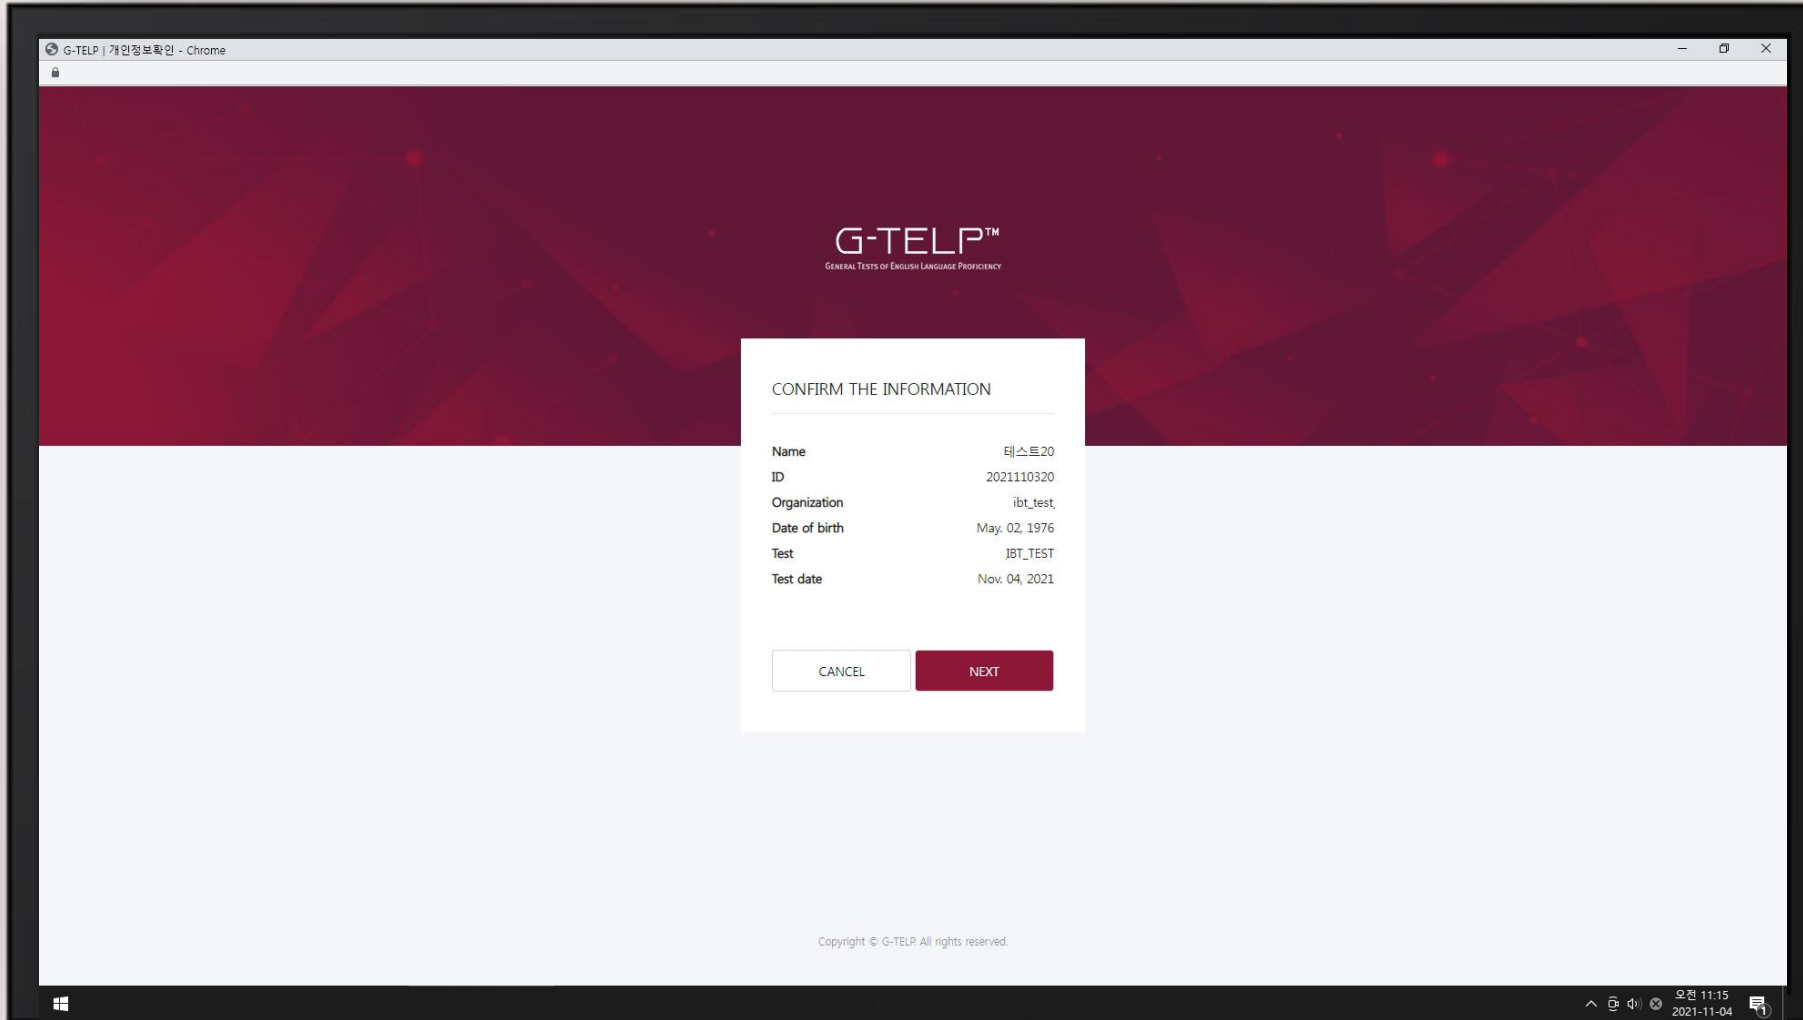 G-TELP | 개인정보확인 - Chrome
G-TELP™
GENERAL TESTS OF ENGLISH LANGUAGE PROFICIENCY
CONFIRM THE INFORMATION
Name 테스트20
ID 2021110320
Organization ibt_test
Date of birth May. 02, 1976
Test IBT_TEST
Test date Nov. 04, 2021
CANCEL NEXT
Copyright © G-TELP. All rights reserved.
오전 11:15
2021-11-04
1